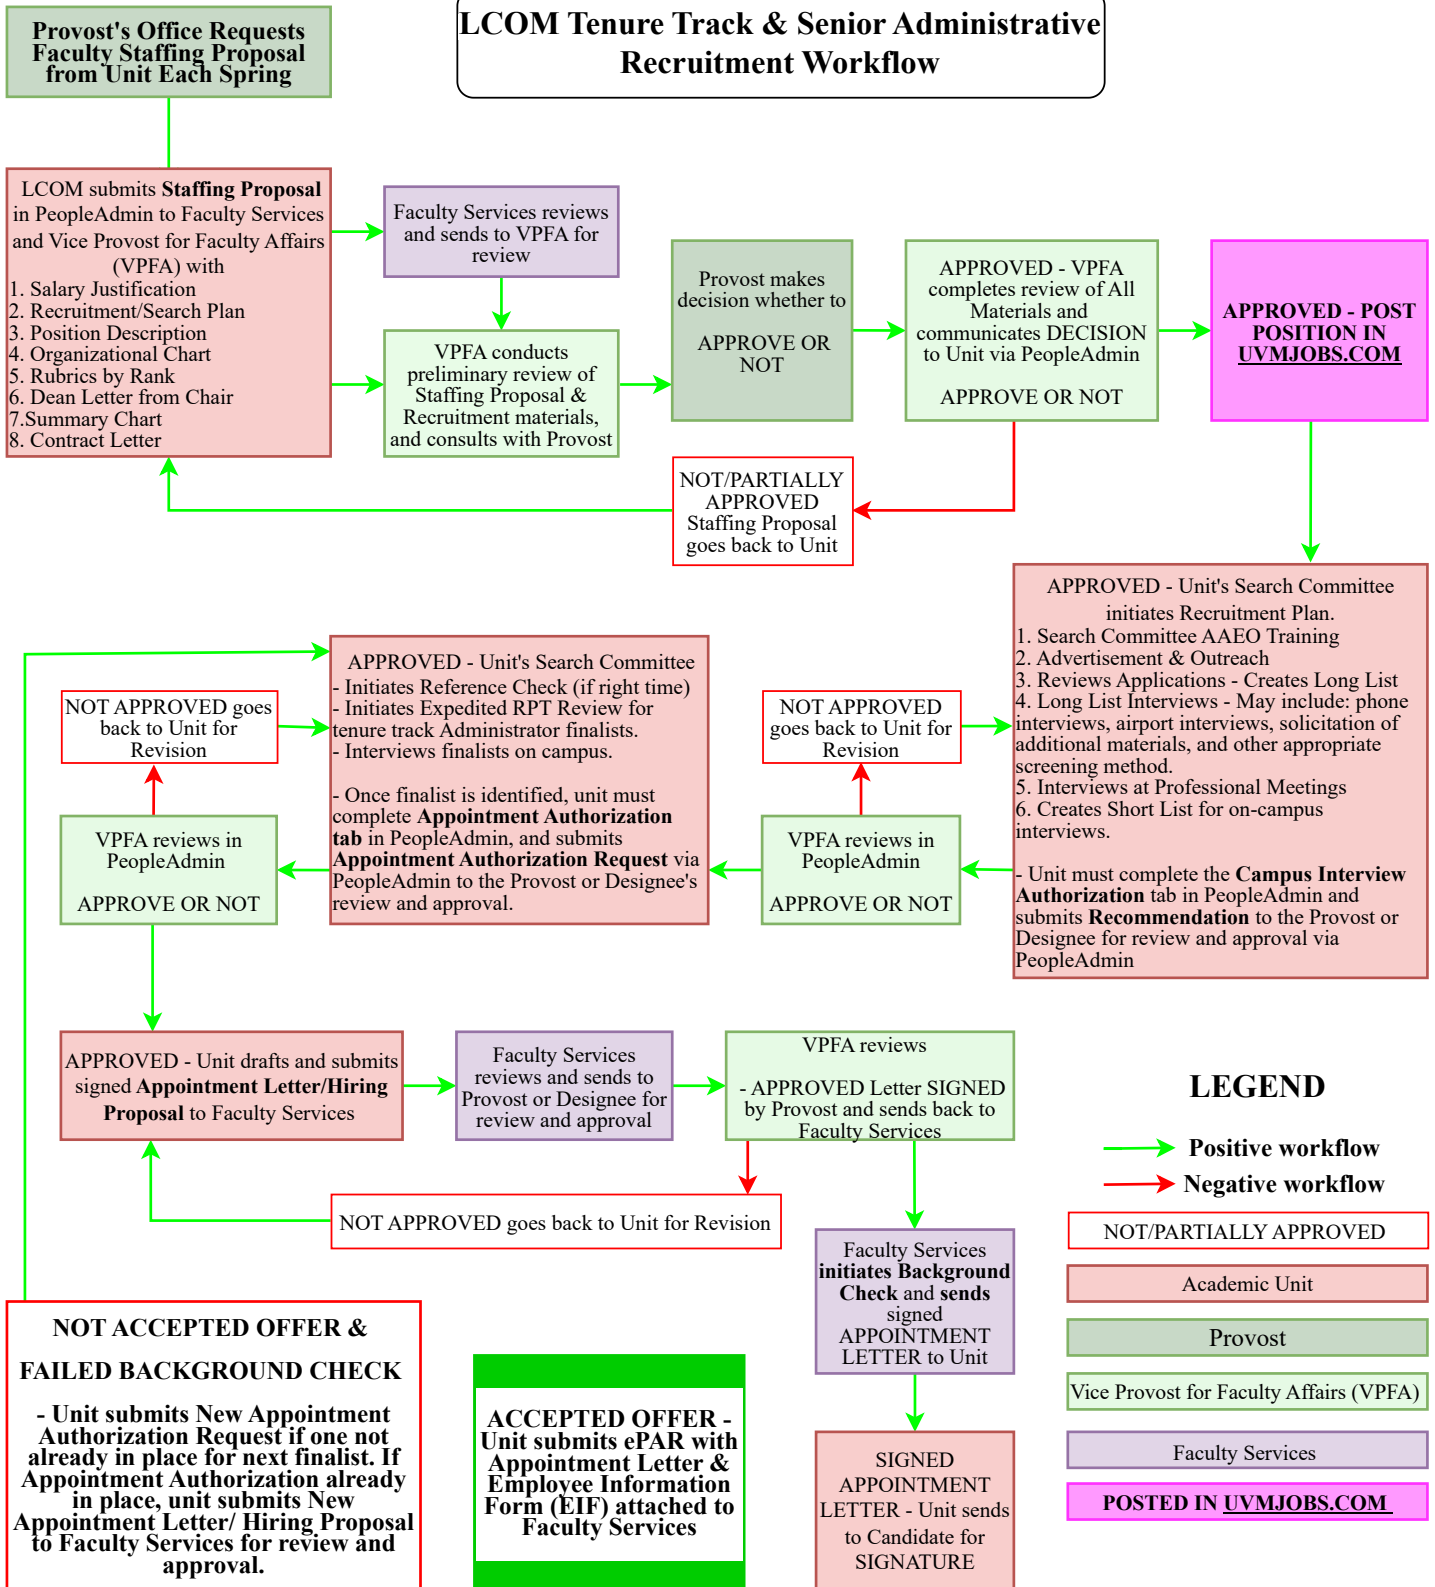 LCOM Tenure Track & Senior Administrative
Recruitment Workflow
Provost's Office Requests
Faculty Staffing Proposal
from Unit Each Spring
LCOM submits Staffing Proposal
in PeopleAdmin to Faculty Services
and Vice Provost for Faculty Affairs
(VPFA) with
1. Salary Justification
2. Recruitment/Search Plan
3. Position Description
4. Organizational Chart
5. Rubrics by Rank
6. Dean Letter from Chair
7.Summary Chart
8. Contract Letter
Faculty Services reviews
and sends to VPFA for
review
VPFA conducts
preliminary review of
Staffing Proposal &
Recruitment materials,
and consults with Provost
Provost makes
decision whether to
APPROVE OR
NOT
APPROVED - VPFA
completes review of All
Materials and
communicates DECISION
to Unit via PeopleAdmin
APPROVE OR NOT
APPROVED - POST
POSITION IN
UVMJOBS.COM
NOT/PARTIALLY
APPROVED
Staffing Proposal
goes back to Unit
APPROVED - Unit's Search Committee
initiates Recruitment Plan.
1. Search Committee AAEO Training
2. Advertisement & Outreach
3. Reviews Applications - Creates Long List
4. Long List Interviews - May include: phone
interviews, airport interviews, solicitation of
additional materials, and other appropriate
screening method.
5. Interviews at Professional Meetings
6. Creates Short List for on-campus
interviews.
- Unit must complete the Campus Interview
Authorization tab in PeopleAdmin and
submits Recommendation to the Provost or
Designee for review and approval via
PeopleAdmin
NOT APPROVED
goes back to Unit for
Revision
VPFA reviews in
PeopleAdmin
APPROVE OR NOT
APPROVED - Unit's Search Committee
- Initiates Reference Check (if right time)
- Initiates Expedited RPT Review for
tenure track Administrator finalists.
- Interviews finalists on campus.
- Once finalist is identified, unit must
complete Appointment Authorization
tab in PeopleAdmin, and submits
Appointment Authorization Request via
PeopleAdmin to the Provost or Designee's
review and approval.
NOT APPROVED goes
back to Unit for
Revision
VPFA reviews in
PeopleAdmin
APPROVE OR NOT
APPROVED - Unit drafts and submits
signed Appointment Letter/Hiring
Proposal to Faculty Services
Faculty Services
reviews and sends to
Provost or Designee for
review and approval
VPFA reviews
- APPROVED Letter SIGNED
by Provost and sends back to
Faculty Services
NOT APPROVED goes back to Unit for Revision
Faculty Services
initiates Background
Check and sends
signed
APPOINTMENT
LETTER to Unit
SIGNED
APPOINTMENT
LETTER - Unit sends
to Candidate for
SIGNATURE
ACCEPTED OFFER -
Unit submits ePAR with
Appointment Letter &
Employee Information
Form (EIF) attached to
Faculty Services
NOT ACCEPTED OFFER &
FAILED BACKGROUND CHECK
- Unit submits New Appointment
Authorization Request if one not
already in place for next finalist. If
Appointment Authorization already
in place, unit submits New
Appointment Letter/ Hiring Proposal
to Faculty Services for review and
approval.
LEGEND
Positive workflow
Negative workflow
NOT/PARTIALLY APPROVED
Academic Unit
Provost
Vice Provost for Faculty Affairs (VPFA)
Faculty Services
POSTED IN UVMJOBS.COM